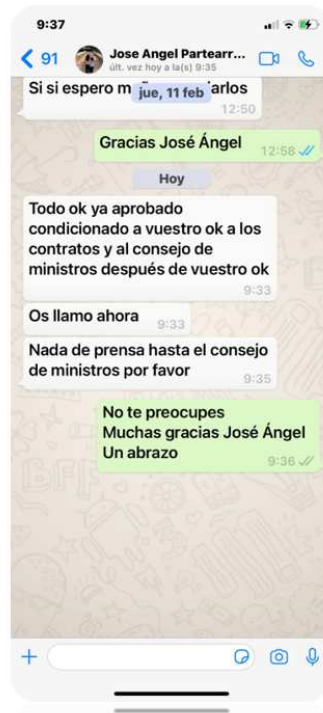 9:37
91
Jose Angel Partearr...
últ. vez hoy a la(s) 9:35
Si si espero
jue, 11 feb
arlos
12:50
Gracias José Ángel
12:58
Hoy
Todo ok ya aprobado
condicionado a vuestro ok a los
contratos y al consejo de
ministros después de vuestro ok
9:33
Os llamo ahora
9:33
Nada de prensa hasta el consejo
de ministros por favor
9:35
No te preocupes
Muchas gracias José Ángel
Un abrazo
9:36